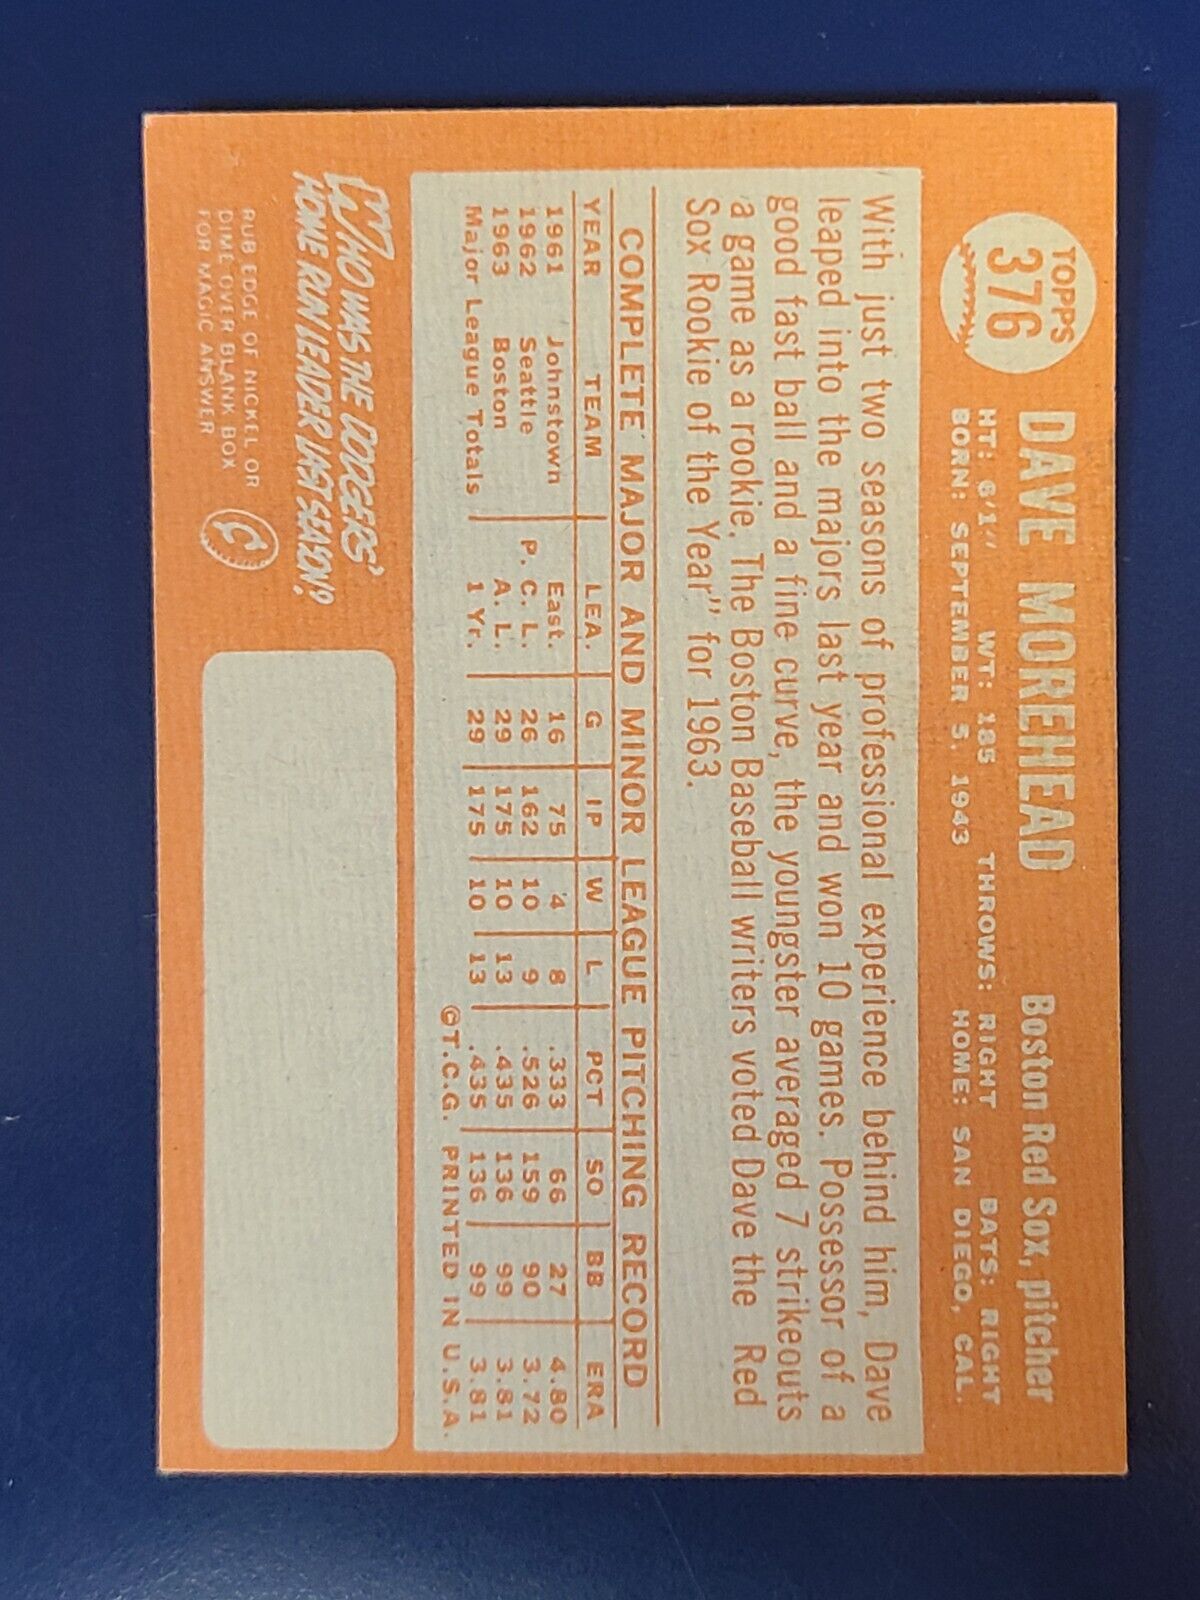 TOPPS
376
DAVE MOREHEAD Boston Red Sox, pitcher
HT: 6'1" WT: 185 THROWS: RIGHT BATS: RIGHT
BORN: SEPTEMBER 5, 1943 HOME: SAN DIEGO, CAL.
With just two seasons of professional experience behind him, Dave
leaped into the majors last year and won 10 games. Possessor of a
good fast ball and a fine curve, the youngster averaged 7 strikeouts
a game as a rookie. The Boston Baseball writers voted Dave the Red
Sox Rookie of the Year" for 1963.
COMPLETE MAJOR AND MINOR LEAGUE PITCHING RECORD
YEAR TEAM LEA. G IP W L PCT SO BB ERA
1961 Johnstown East. 16 75 4 8 .333 66 27 4.80
1962 Seattle P. C. L. 26 162 10 9 .526 159 90 3.72
1963 Boston A. L. 29 175 10 13 .435 136 99 3.81
Major League Totals 1 Yr. 29 175 10 13 .435 136 99 3.81
©T.C.G. PRINTED IN U.S.A.
WHO WAS THE DODGERS'
HOME RUN LEADER LAST SEASON?
RUB EDGE OF NICKEL OR
DIME OVER BLANK BOX
FOR MAGIC ANSWER